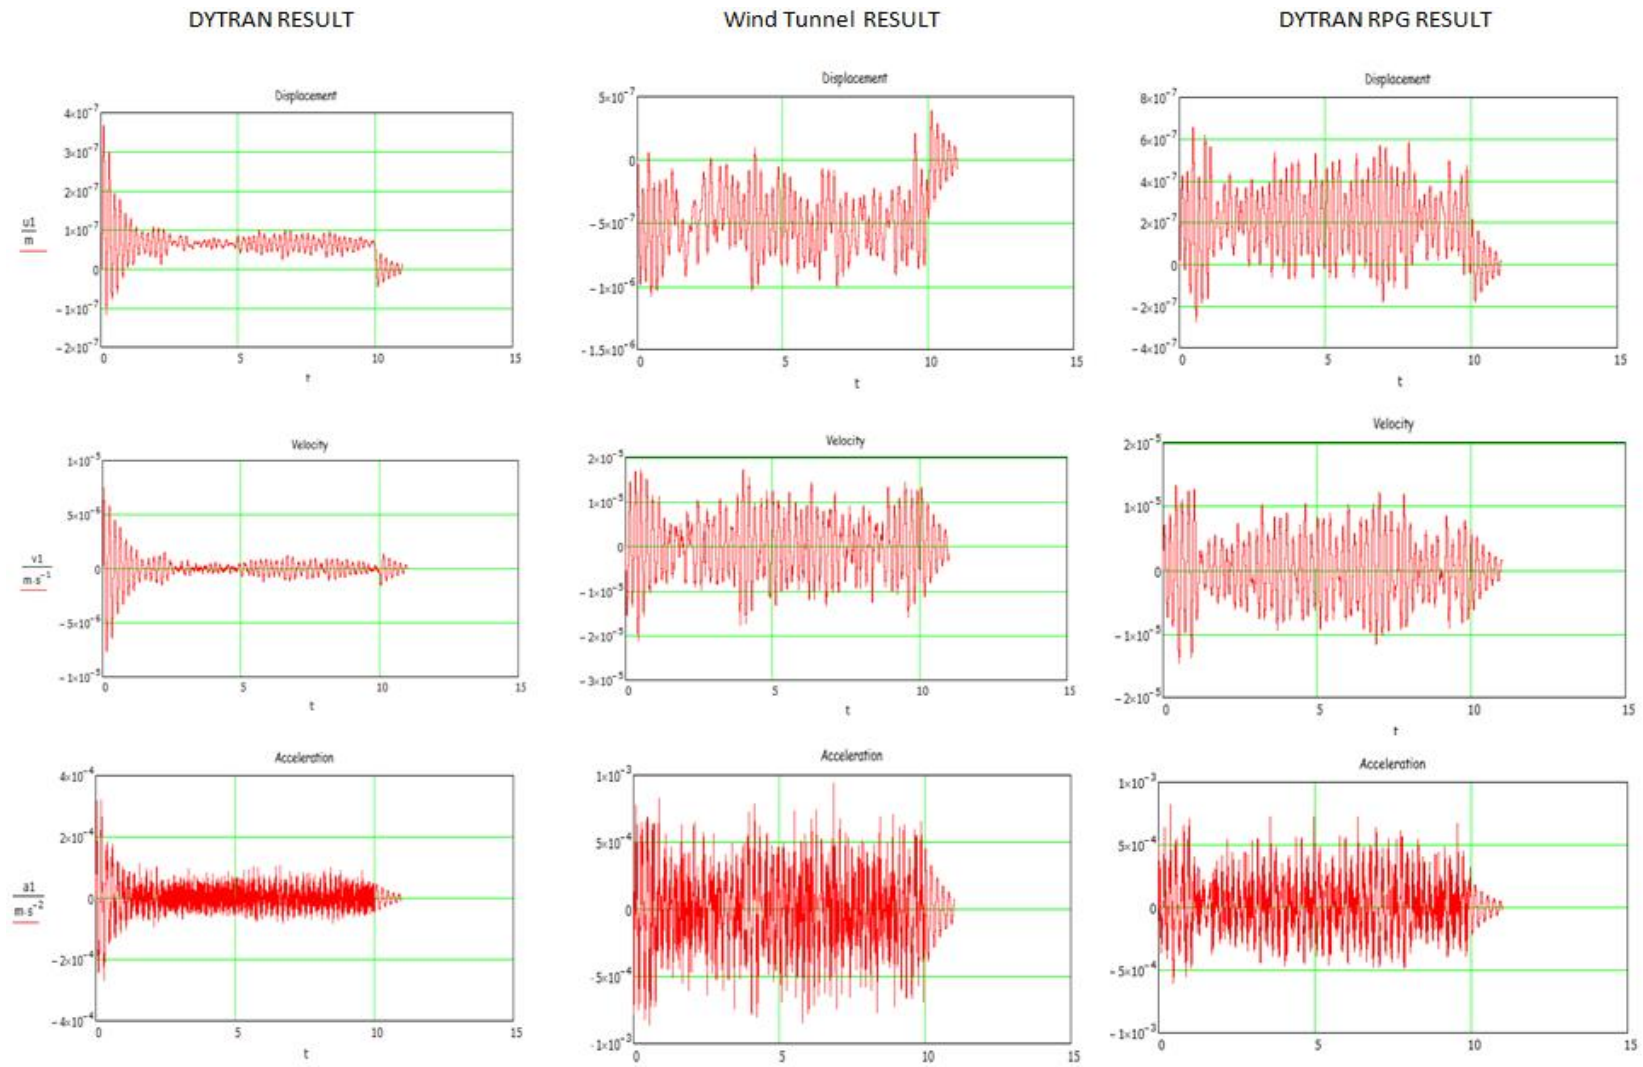 DYTRAN RESULT
Wind Tunnel RESULT
DYTRAN RPG RESULT
Displacement
4×10⁻⁷
3×10⁻⁷
2×10⁻⁷
1×10⁻⁷
0
−1×10⁻⁷
−2×10⁻⁷
u1
m
0 5 10 15
t
Displacement
5×10⁻⁷
0
−5×10⁻⁷
−1×10⁻⁶
−1.5×10⁻⁶
0 5 10 15
t
Displacement
8×10⁻⁷
6×10⁻⁷
4×10⁻⁷
2×10⁻⁷
0
−2×10⁻⁷
−4×10⁻⁷
0 5 10 15
t
Velocity
1×10⁻⁵
5×10⁻⁶
0
−5×10⁻⁶
−1×10⁻⁵
v1
m·s⁻¹
0 5 10 15
t
Velocity
2×10⁻⁵
1×10⁻⁵
0
−1×10⁻⁵
−2×10⁻⁵
−3×10⁻⁵
0 5 10 15
t
Velocity
2×10⁻⁵
1×10⁻⁵
0
−1×10⁻⁵
−2×10⁻⁵
0 5 10 15
t
Acceleration
4×10⁻⁴
2×10⁻⁴
0
−2×10⁻⁴
−4×10⁻⁴
a1
m·s⁻²
0 5 10 15
t
Acceleration
1×10⁻³
5×10⁻⁴
0
-5×10⁻⁴
-1×10⁻³
0 5 10 15
Acceleration
1×10⁻³
5×10⁻⁴
0
−5×10⁻⁴
−1×10⁻³
0 5 10 15